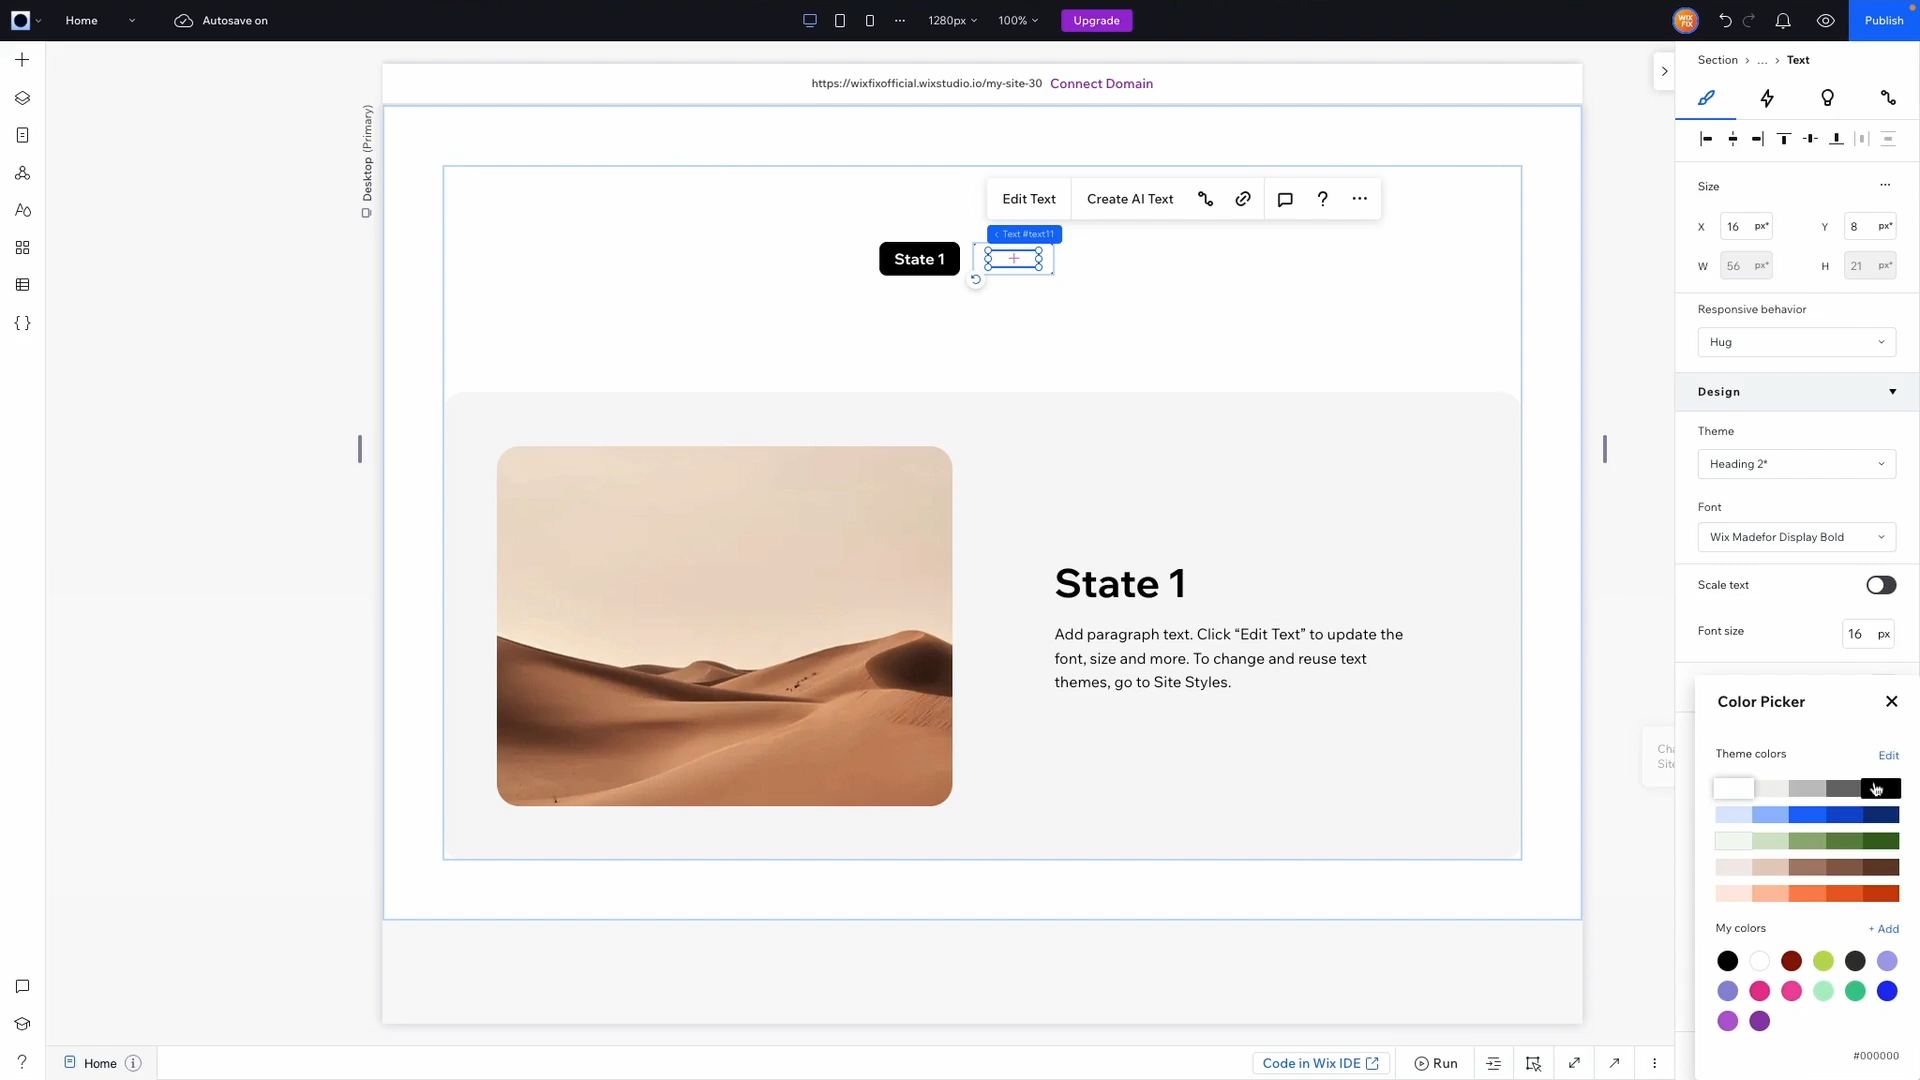 Home
Autosave on
1280px
100%
Upgrade
WIX FIX
Publish
https://wixfixofficial.wixstudio.io/my-site-30 Connect Domain
Desktop (Primary)
Section > ... > Text
Edit Text
Create AI Text
Text #text11
State 1
Size
X 16 px* Y 8 px*
W 56 px* H 21 px*
Responsive behavior
Hug
Design
Theme
Heading 2*
Font
Wix Madefor Display Bold
Scale text
Font size 16 px
State 1
Add paragraph text. Click “Edit Text” to update the
font, size and more. To change and reuse text
themes, go to Site Styles.
Color Picker
Theme colors Edit
Cha
Site
My colors + Add
#000000
Home
Code in Wix IDE
Run